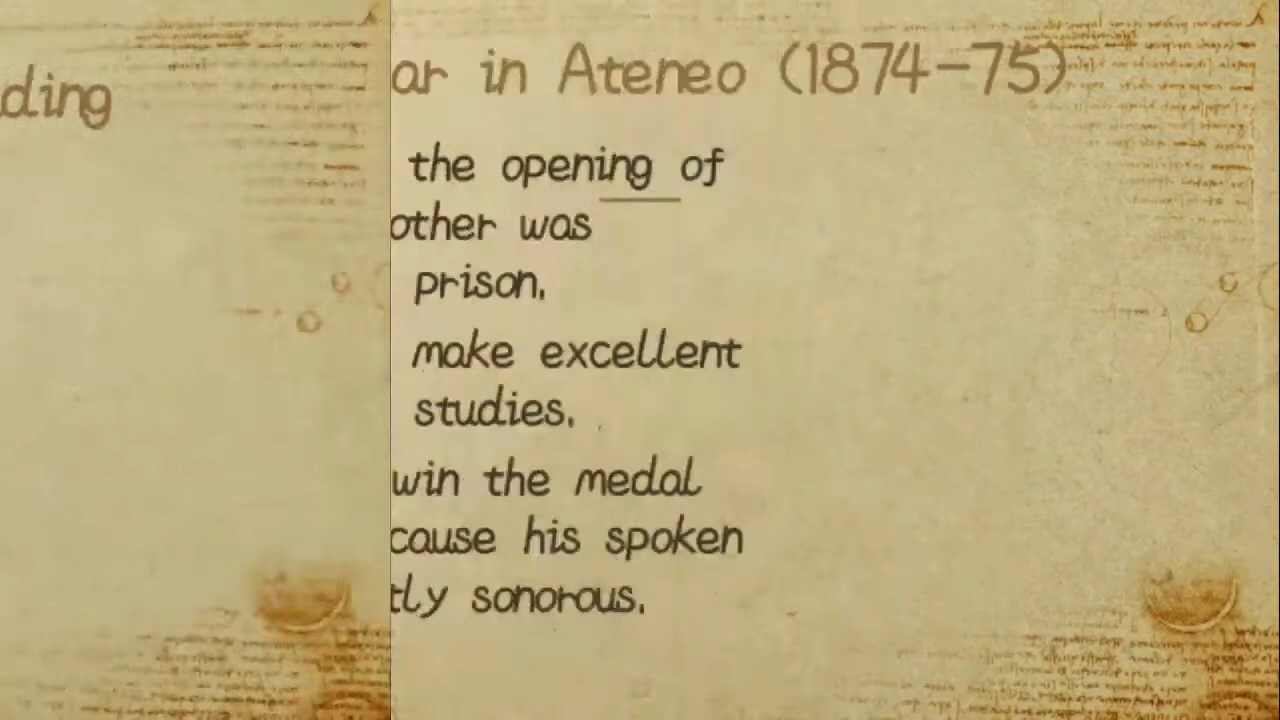 ding
ar in Ateneo (1874-75)
the opening of
other was
prison.
make excellent
studies.
win the medal
cause his spoken
tly sonorous.